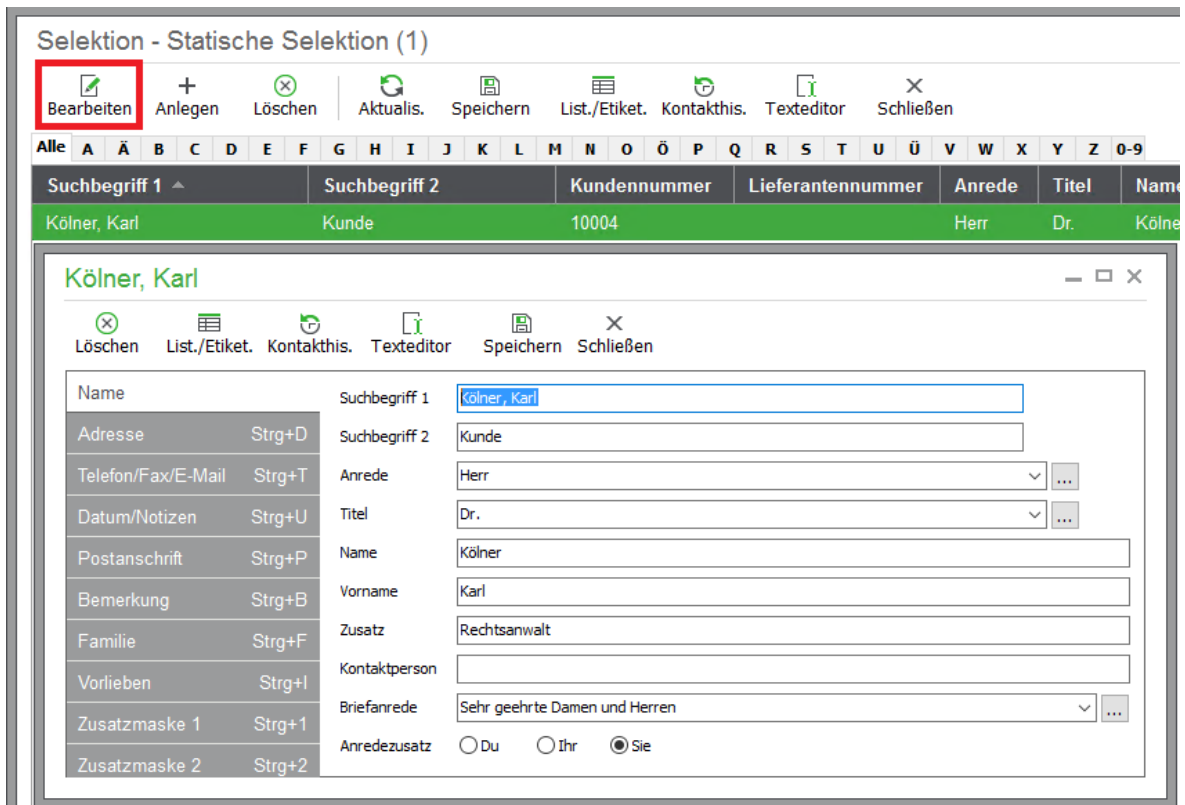 Selektion - Statische Selektion (1)
Bearbeiten Anlegen Löschen Aktualis. Speichern List./Etiket. Kontakthis. Texteditor Schließen
Alle A Ä B C D E F G H I J K L M N O Ö P Q R S T U Ü V W X Y Z 0-9
Suchbegriff 1 Suchbegriff 2 Kundennummer Lieferantennummer Anrede Titel Name
Kölner, Karl Kunde 10004 Herr Dr. Kölne
Kölner, Karl
Löschen List./Etiket. Kontakthis. Texteditor Speichern Schließen
Name
Adresse Strg+D
Telefon/Fax/E-Mail Strg+T
Datum/Notizen Strg+U
Postanschrift Strg+P
Bemerkung Strg+B
Familie Strg+F
Vorlieben Strg+I
Zusatzmaske 1 Strg+1
Zusatzmaske 2 Strg+2
Suchbegriff 1 Kölner, Karl
Suchbegriff 2 Kunde
Anrede Herr ...
Titel Dr. ...
Name Kölner
Vorname Karl
Zusatz Rechtsanwalt
Kontaktperson
Briefanrede Sehr geehrte Damen und Herren ...
Anredezusatz Du Ihr Sie